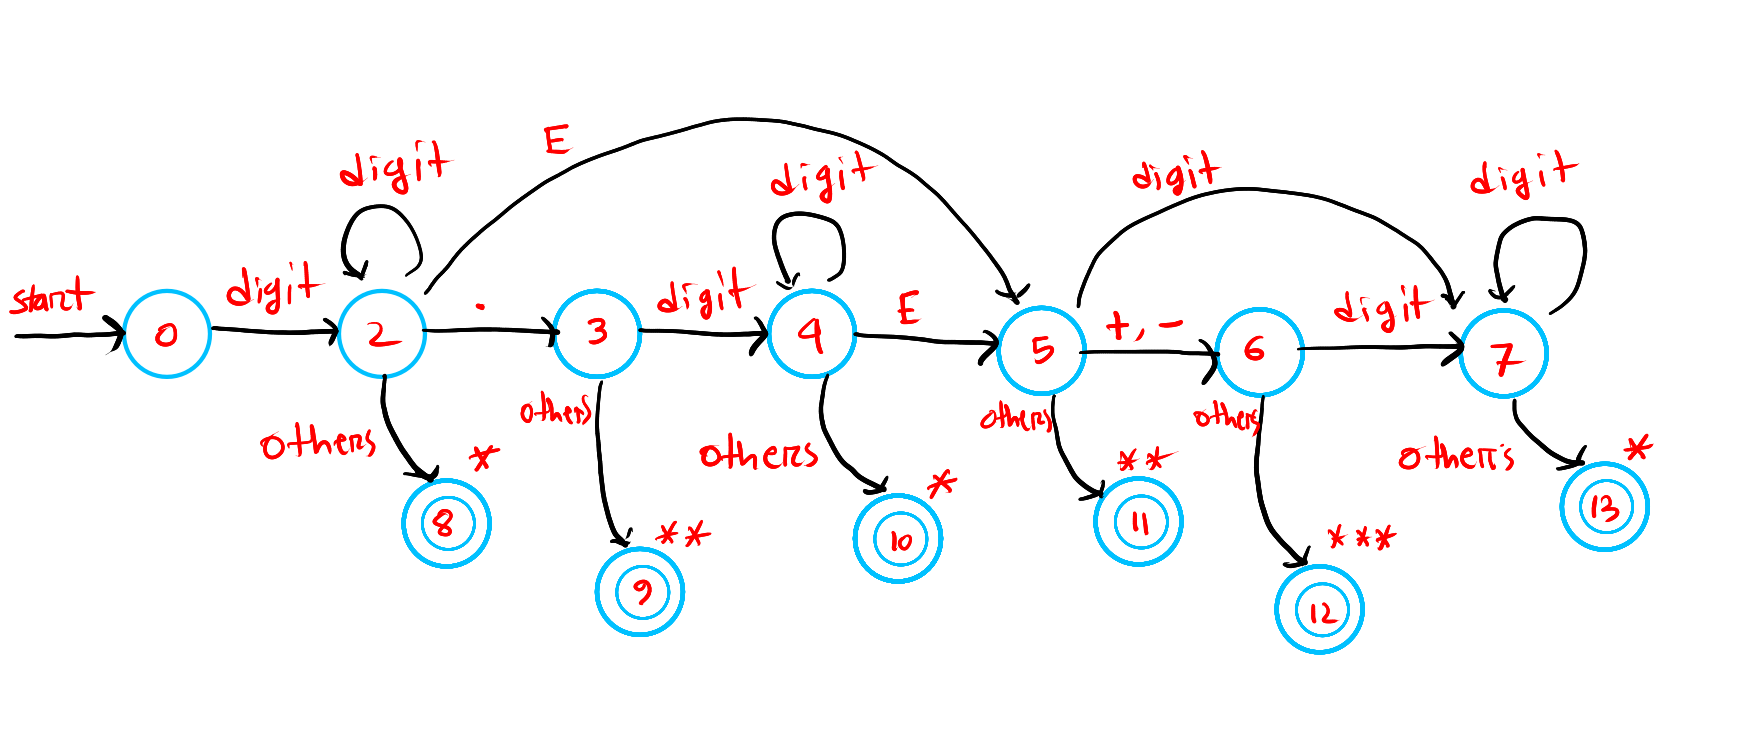 E
digit
digit
digit
digit
start
digit
.
digit
E
+,-
digit
0
2
3
4
5
6
7
others
*
others
**
others
*
others
**
others
***
others
*
8
9
10
11
12
13